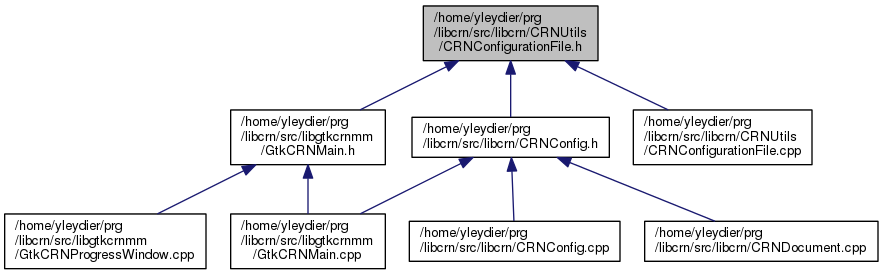 /home/yleydier/prg
/libcrn/src/libcrn/CRNUtils
/CRNConfigurationFile.h
/home/yleydier/prg
/libcrn/src/libgtkcrnmm
/GtkCRNMain.h
/home/yleydier/prg
/libcrn/src/libcrn/CRNConfig.h
/home/yleydier/prg
/libcrn/src/libcrn/CRNUtils
/CRNConfigurationFile.cpp
/home/yleydier/prg
/libcrn/src/libgtkcrnmm
/GtkCRNProgressWindow.cpp
/home/yleydier/prg
/libcrn/src/libgtkcrnmm
/GtkCRNMain.cpp
/home/yleydier/prg
/libcrn/src/libcrn/CRNConfig.cpp
/home/yleydier/prg
/libcrn/src/libcrn/CRNDocument.cpp